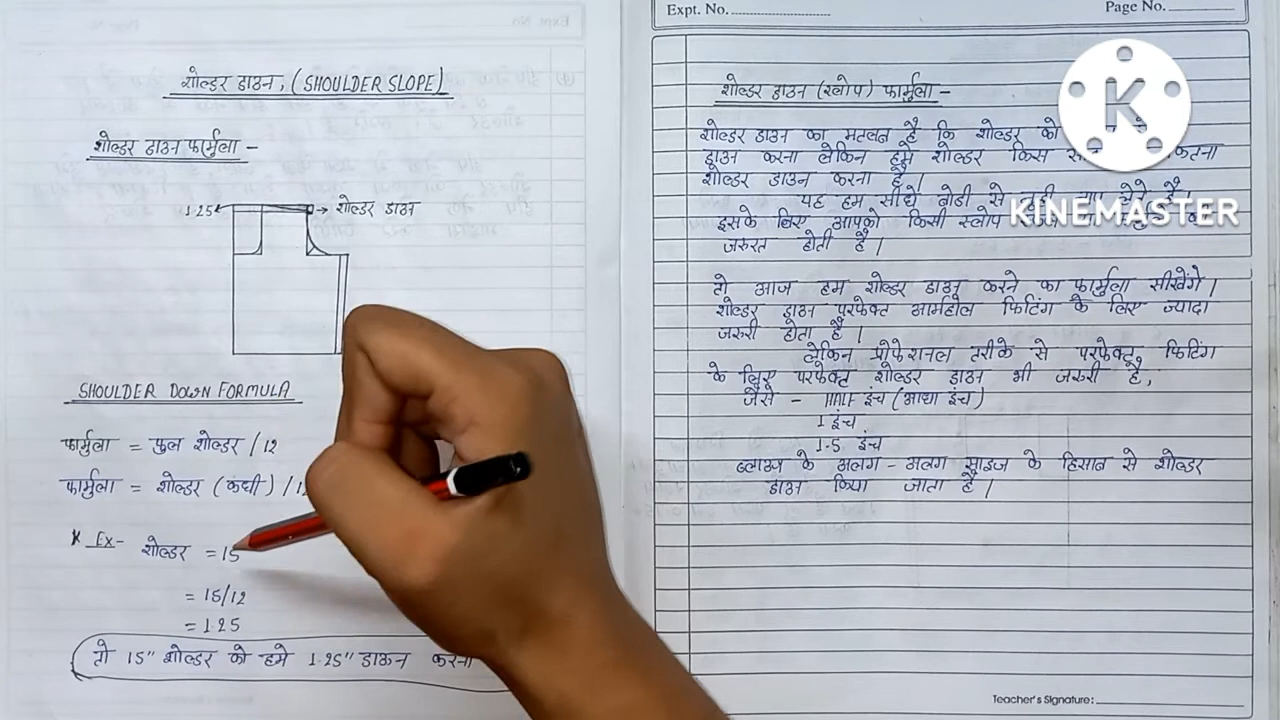 शोल्डर डाउन, (SHOULDER SLOPE)
शोल्डर डाउन फार्मुला -
1.25"
→ शोल्डर डाउन
SHOULDER DOWN FORMULA
फार्मुला = फुल शोल्डर / 12
फार्मुला = शोल्डर (कंधी) /
* Ex- शोल्डर = 15
= 15/12
= 1.25
तो 15" शोल्डर को हमे 1.25" डाउन करना
Expt. No.
Page No.
शोल्डर डाउन (स्लोप) फार्मुला -
शोल्डर डाउन का मतलब है कि शोल्डर को
डाउन करना लेकिन हमे शोल्डर किस
शोल्डर डाउन करना है।
यह हम सीधे बोडी से नही
इसके लिए आपको किसी स्लोप
जरुरत होती है।
तो आज हम शोल्डर डाउन करने का फार्मुला सीखेंगे।
शोल्डर डाउन परफेक्ट आर्महोल फिटिंग के लिए ज्यादा
जरुरी होता है।
लेकिन प्रोफेशनल तरीके से परफेक्ट फिटिंग
के लिए परफेक्ट शोल्डर डाउन भी जरुरी है,
जैसे - इंच (आधा इंच)
1 इंच
1.5 इंच
ब्लाउज के अलग - अलग साइज के हिसाब से शोल्डर
डाउन किया जाता है।
Teacher's Signature:
KINEMASTER